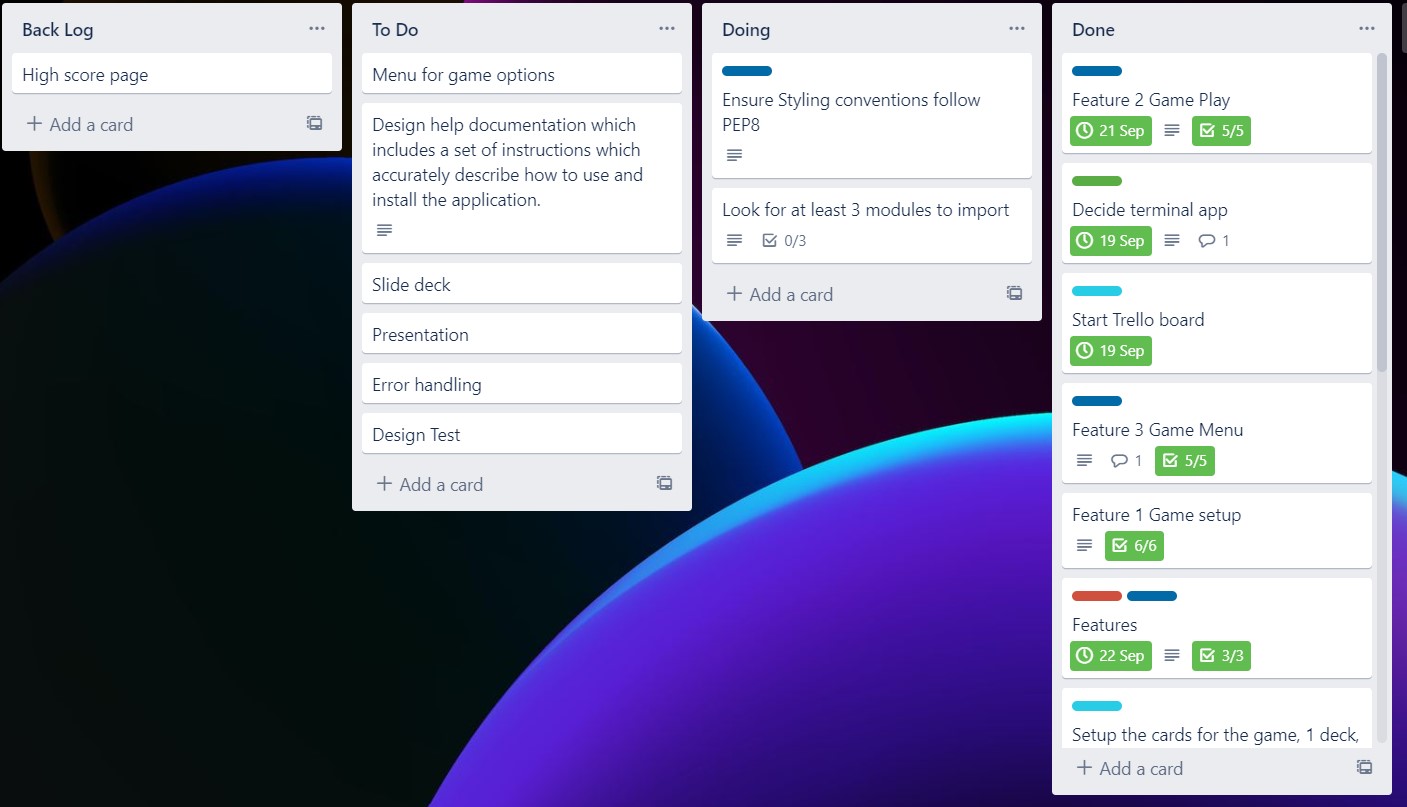 Back Log
High score page
Add a card
To Do
Menu for game options
Design help documentation which
includes a set of instructions which
accurately describe how to use and
install the application.
Slide deck
Presentation
Error handling
Design Test
Add a card
Doing
Ensure Styling conventions follow
PEP8
Look for at least 3 modules to import
0/3
Add a card
Done
Feature 2 Game Play
21 Sep 5/5
Decide terminal app
19 Sep 1
Start Trello board
19 Sep
Feature 3 Game Menu
1 5/5
Feature 1 Game setup
6/6
Features
22 Sep 3/3
Setup the cards for the game, 1 deck,
Add a card